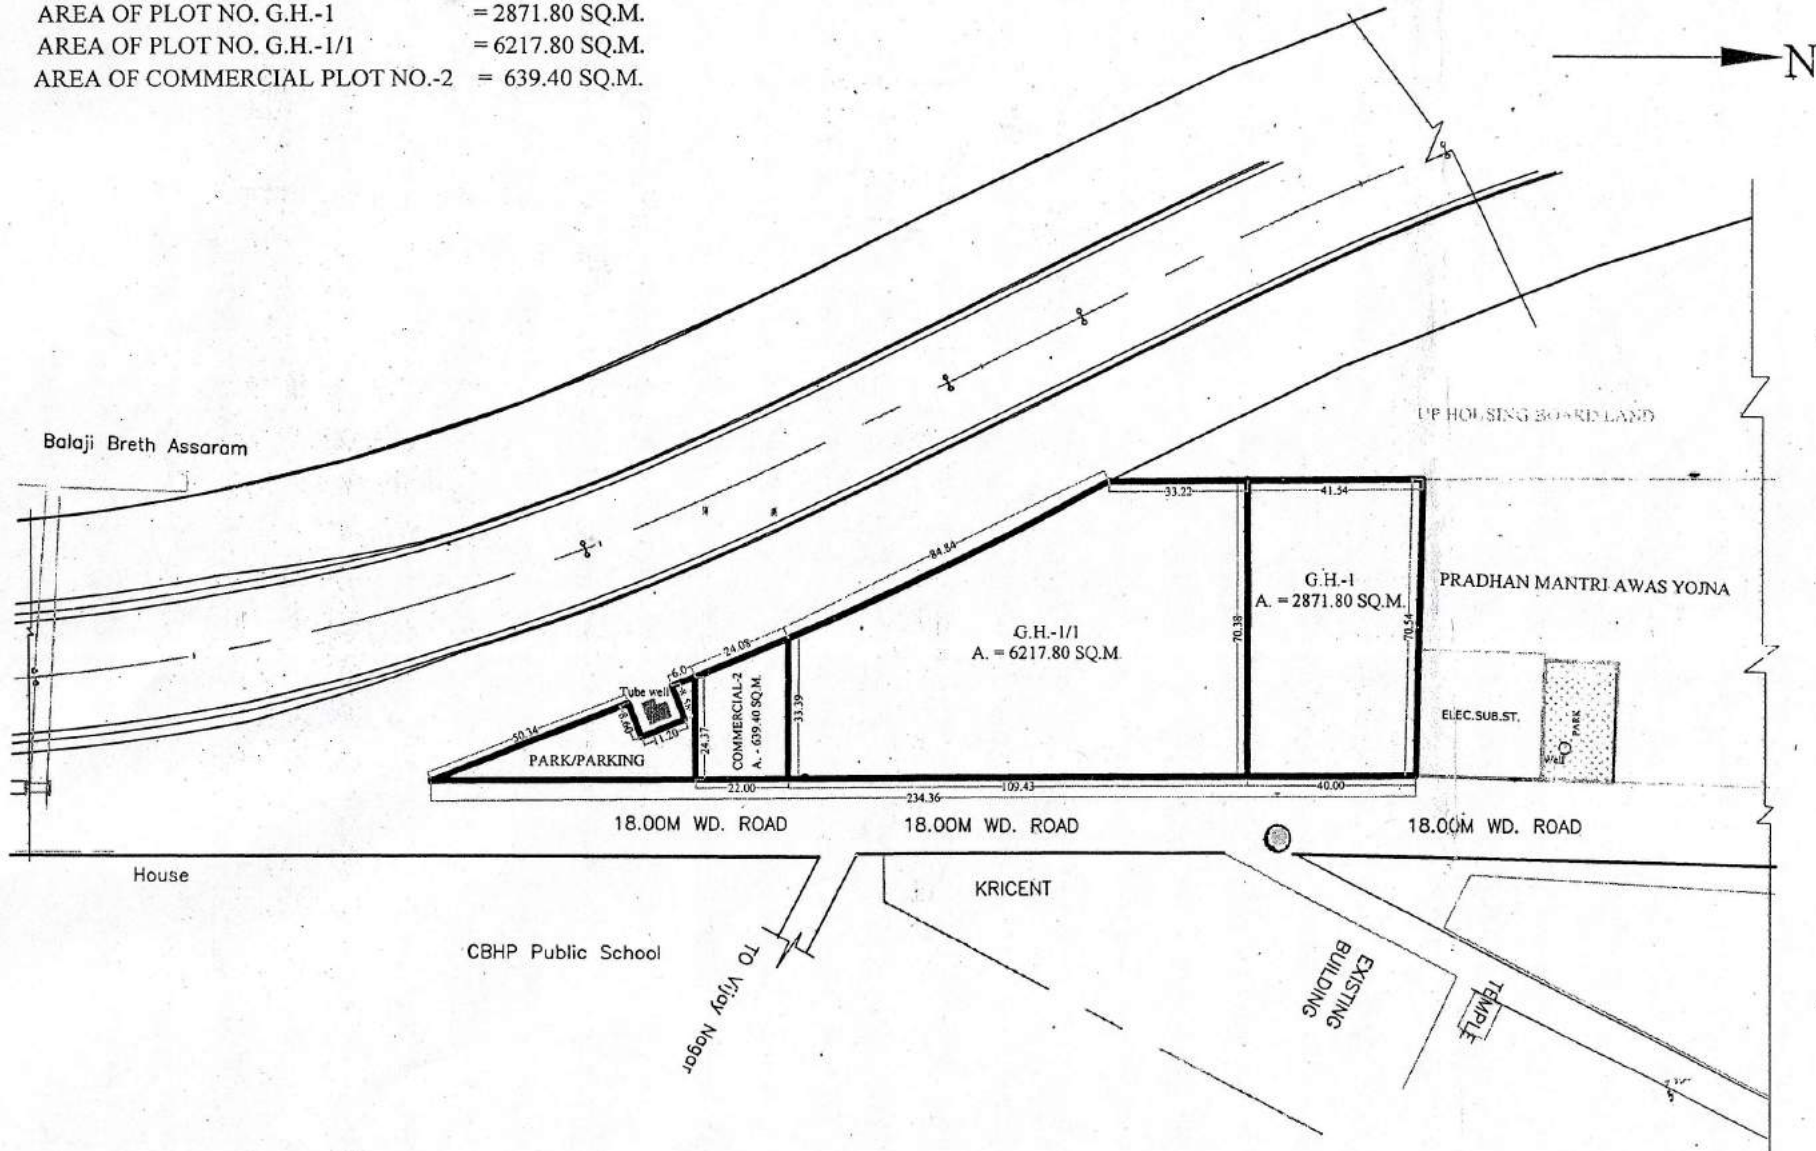 AREA OF PLOT NO. G.H.-1 = 2871.80 SQ.M.
AREA OF PLOT NO. G.H.-1/1 = 6217.80 SQ.M.
AREA OF COMMERCIAL PLOT NO.-2 = 639.40 SQ.M.
N
Balaji Breth Assaram
UP HOUSING BOARD LAND
33.22
41.54
84.84
G.H.-1
A. = 2871.80 SQ.M.
PRADHAN MANTRI AWAS YOJNA
G.H.-1/1
A. = 6217.80 SQ.M.
70.38
70.54
24.08
6.0
Tube well
8.60
11.20
50.34
PARK/PARKING
24.37
COMMERCIAL-2
A. - 639.40 SQ.M.
33.39
ELEC.SUB.ST.
PARK
Well
22.00
109.43
40.00
234.36
18.00M WD. ROAD
18.00M WD. ROAD
18.00M WD. ROAD
House
KRICENT
CBHP Public School
TO Vijay Nagar
EXISTING
BUILDING
TEMPLE